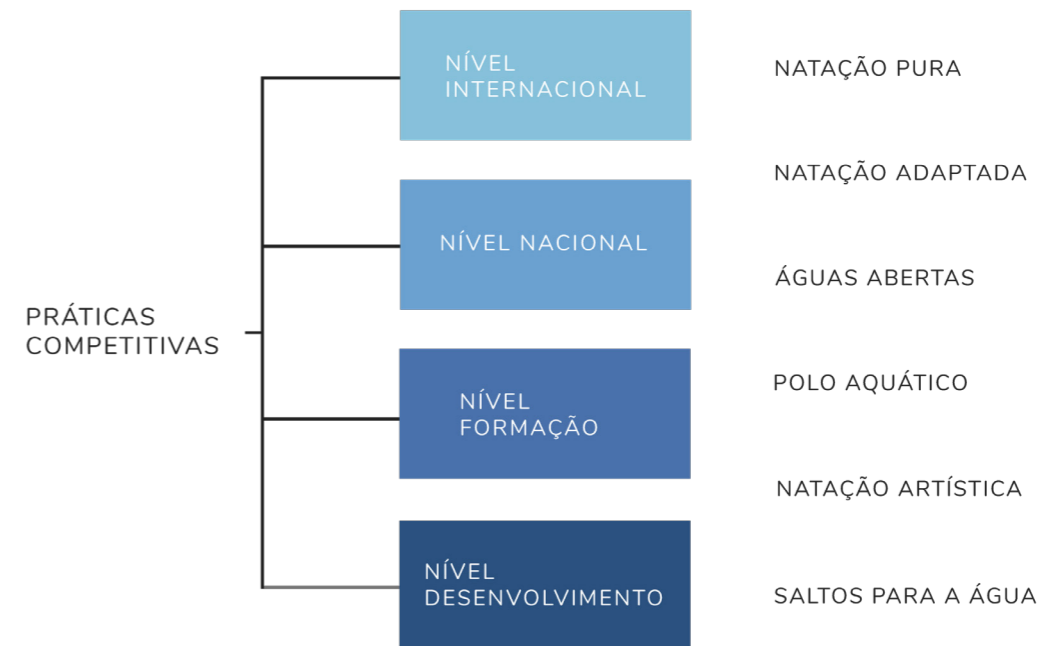 PRÁTICAS
COMPETITIVAS
NÍVEL
INTERNACIONAL
NÍVEL NACIONAL
NÍVEL
FORMAÇÃO
NÍVEL
DESENVOLVIMENTO
NATAÇÃO PURA
NATAÇÃO ADAPTADA
ÁGUAS ABERTAS
POLO AQUÁTICO
NATAÇÃO ARTÍSTICA
SALTOS PARA A ÁGUA